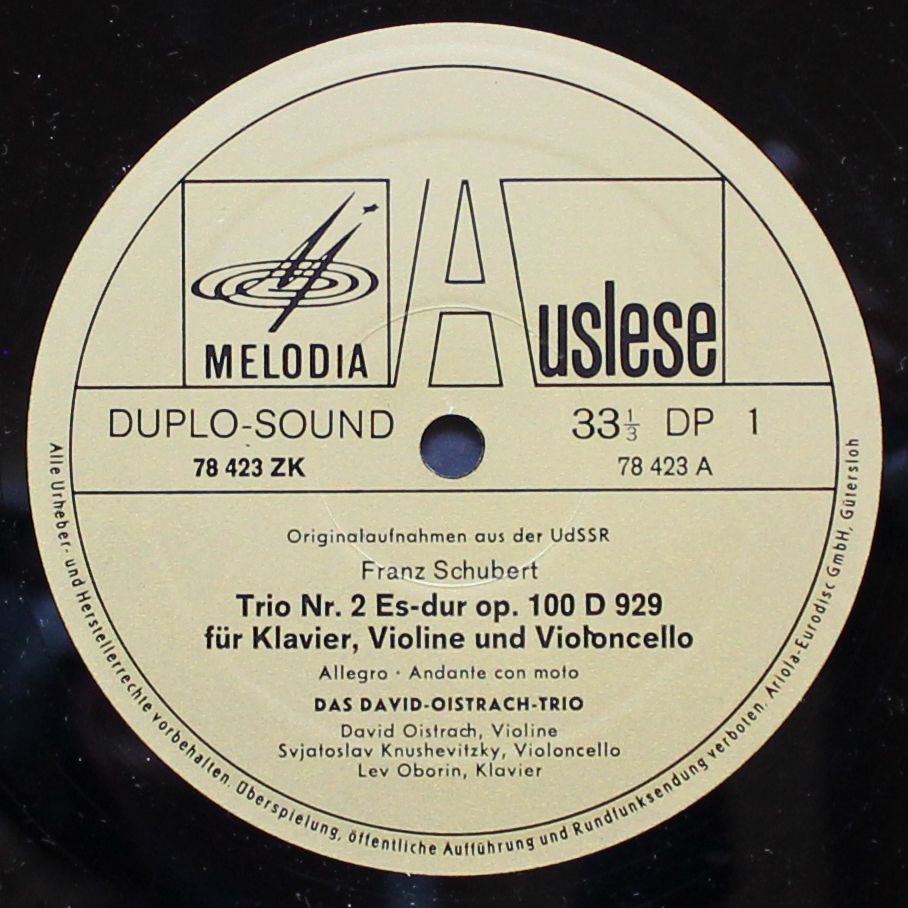 MELODIA
Auslese
DUPLO-SOUND
33⅓ DP 1
78 423 ZK
78 423 A
Originalaufnahmen aus der UdSSR
Franz Schubert
Trio Nr. 2 Es-dur op. 100 D 929
für Klavier, Violine und Violoncello
Allegro · Andante con moto
DAS DAVID-OISTRACH-TRIO
David Oistrach, Violine
Svjatoslav Knushevitzky, Violoncello
Lev Oborin, Klavier
Alle Urheber- und Herstellerrechte vorbehalten. Überspielung, öffentliche Aufführung und Rundfunksendung verboten. Ariola-Eurodisc GmbH, Gütersloh